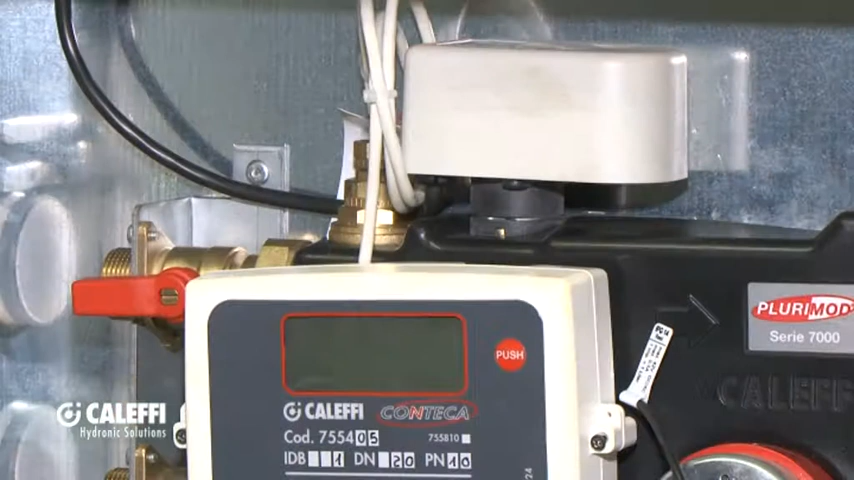 PLURIMOD
Serie 7000
CALEFFI
PUSH
CALEFFI CONTECA
Cod. 755405 755810
IDB 1 DN 20 PN 10
24
CALEFFI
Hydronic Solutions